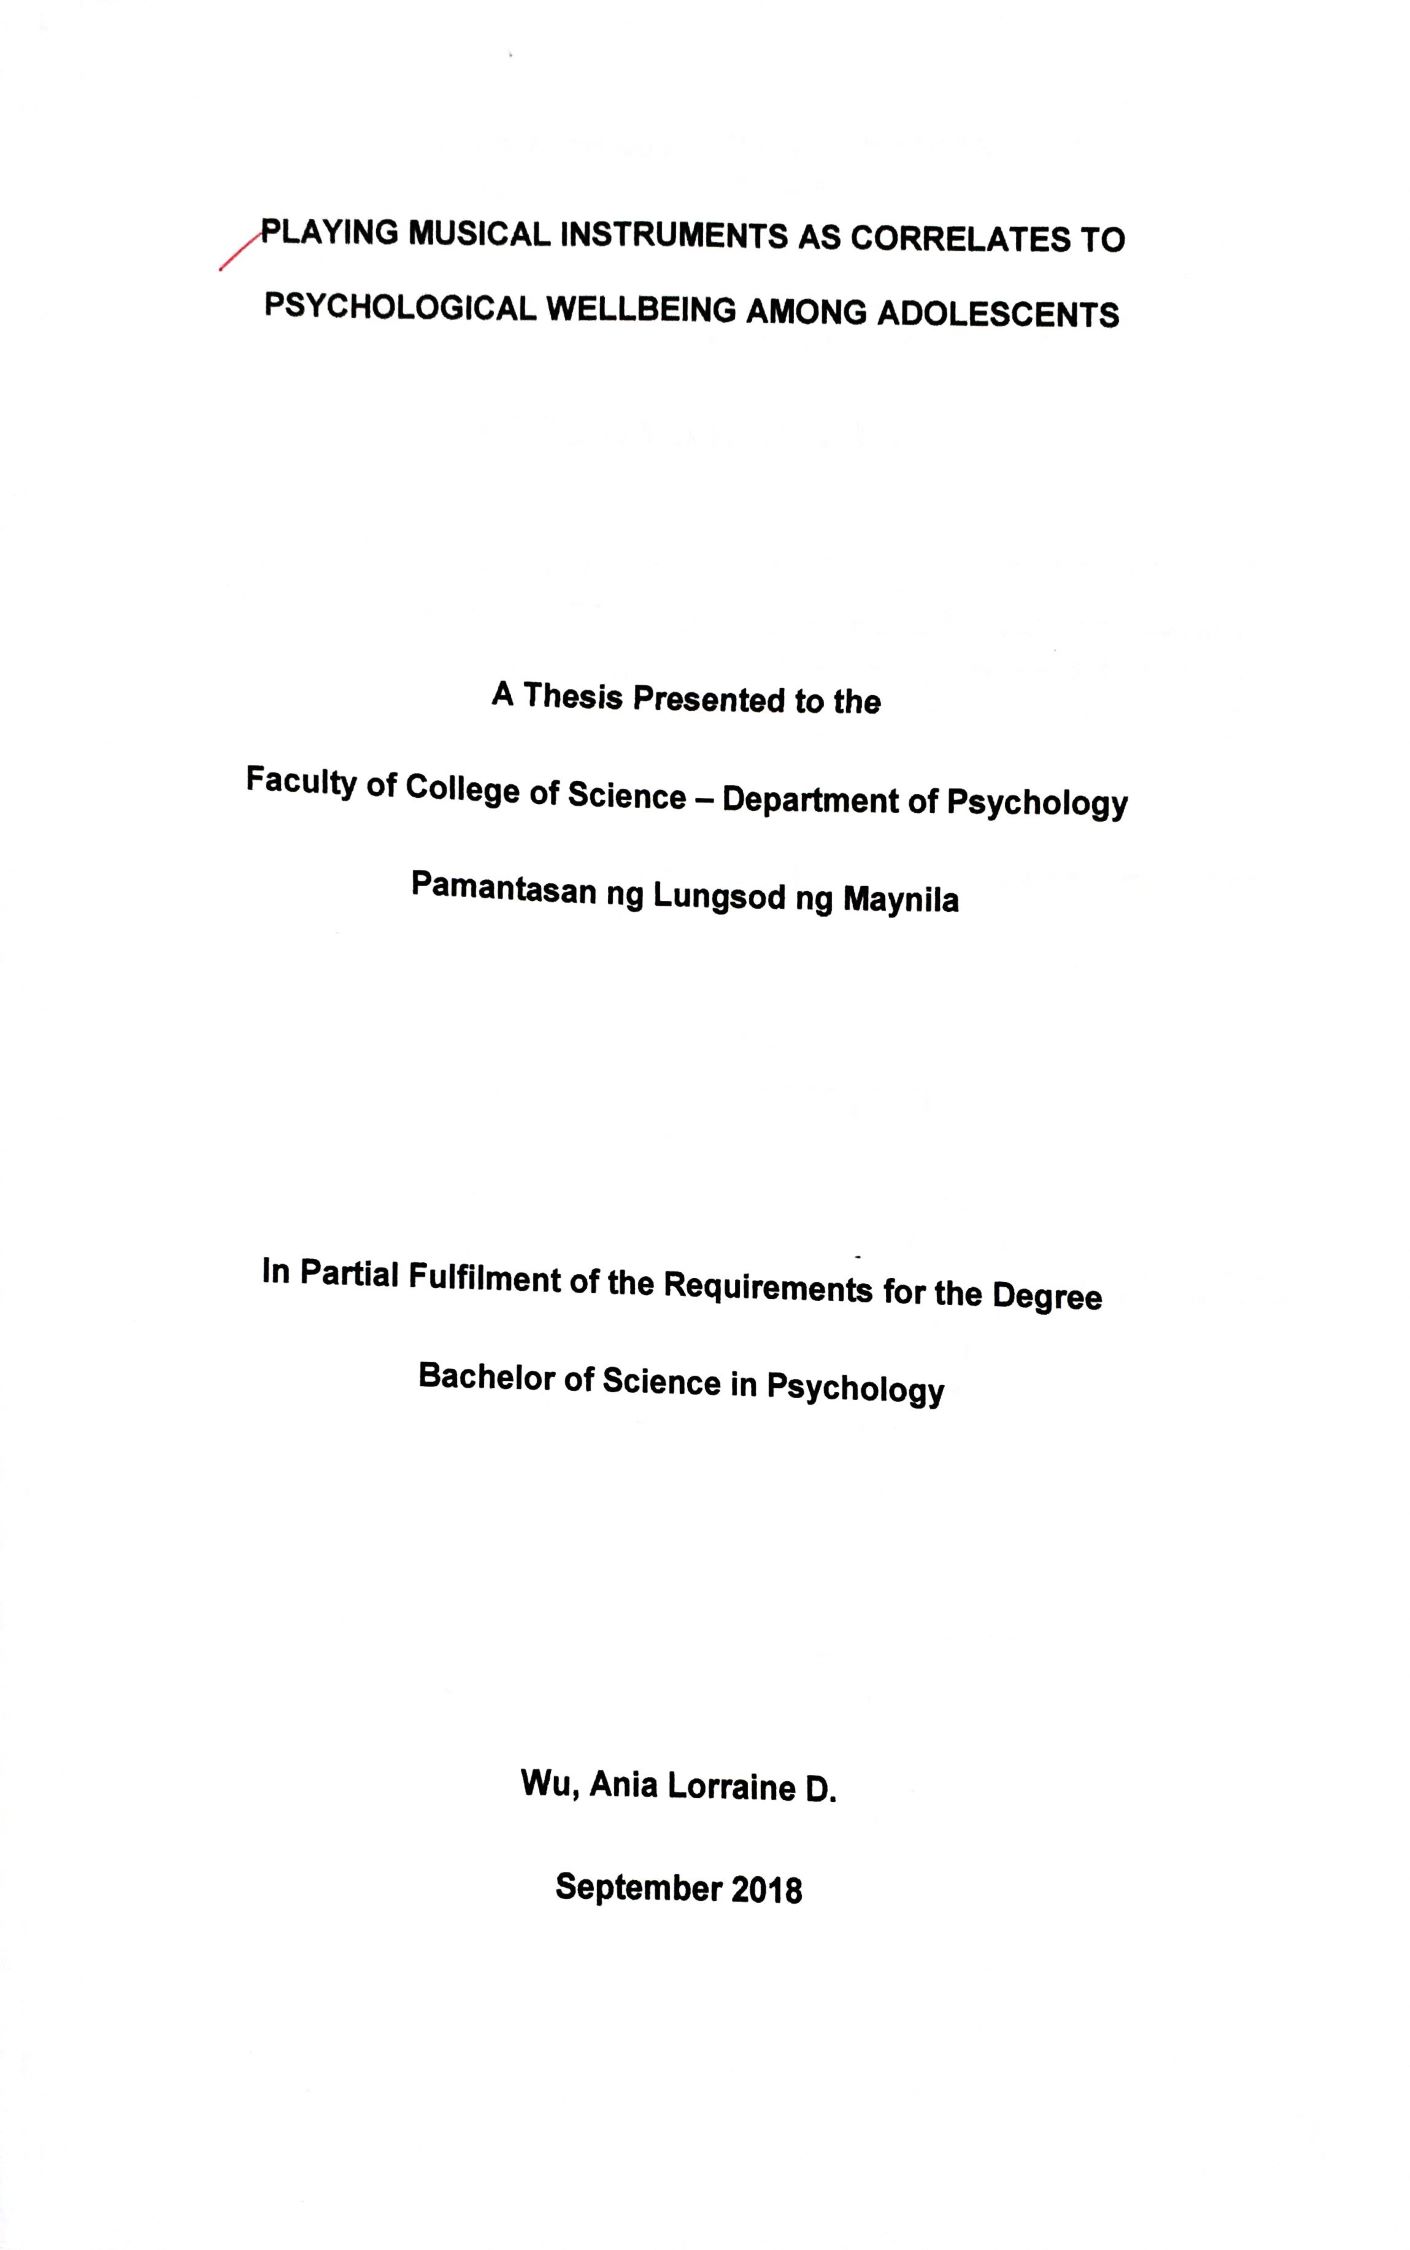 PLAYING MUSICAL INSTRUMENTS AS CORRELATES TO
PSYCHOLOGICAL WELLBEING AMONG ADOLESCENTS
A Thesis Presented to the
Faculty of College of Science – Department of Psychology
Pamantasan ng Lungsod ng Maynila
In Partial Fulfilment of the Requirements for the Degree
Bachelor of Science in Psychology
Wu, Ania Lorraine D.
September 2018